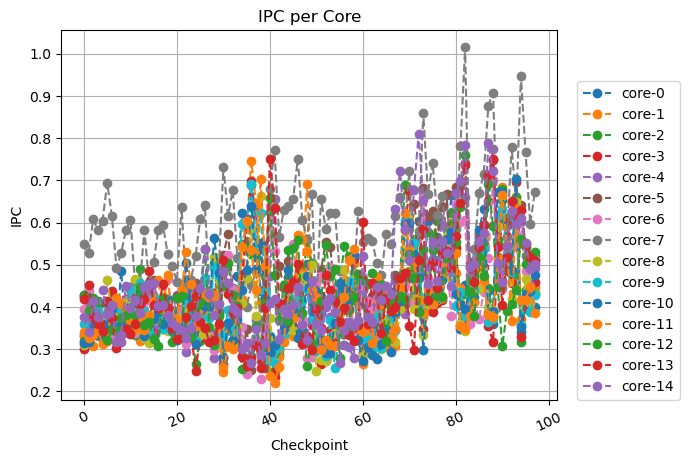 IPC per Core
IPC
1.0
0.9
0.8
0.7
0.6
0.5
0.4
0.3
0.2
0
20
40
60
80
100
Checkpoint
core-0
core-1
core-2
core-3
core-4
core-5
core-6
core-7
core-8
core-9
core-10
core-11
core-12
core-13
core-14